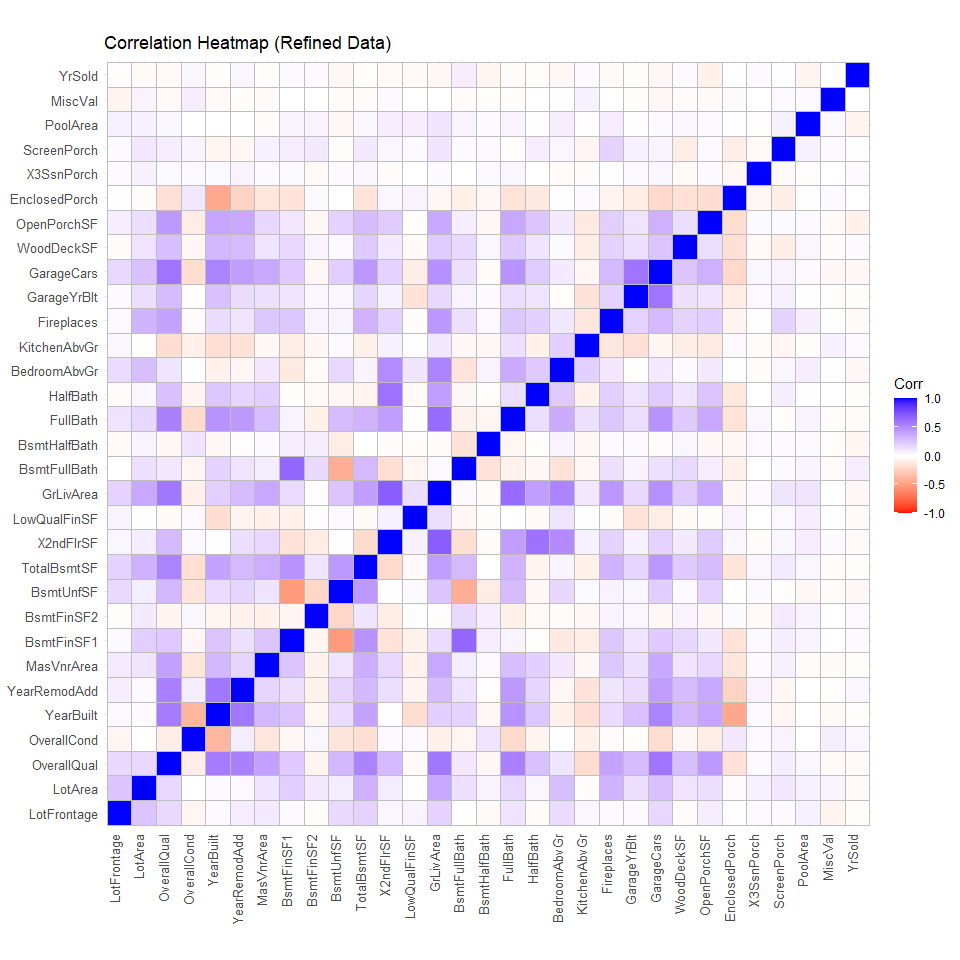 Correlation Heatmap (Refined Data)
YrSold
MiscVal
PoolArea
ScreenPorch
X3SsnPorch
EnclosedPorch
OpenPorchSF
WoodDeckSF
GarageCars
GarageYrBlt
Fireplaces
KitchenAbvGr
BedroomAbvGr
HalfBath
FullBath
BsmtHalfBath
BsmtFullBath
GrLivArea
LowQualFinSF
X2ndFlrSF
TotalBsmtSF
BsmtUnfSF
BsmtFinSF2
BsmtFinSF1
MasVnrArea
YearRemodAdd
YearBuilt
OverallCond
OverallQual
LotArea
LotFrontage
LotFrontage
LotArea
OverallQual
OverallCond
YearBuilt
YearRemodAdd
MasVnrArea
BsmtFinSF1
BsmtFinSF2
BsmtUnfSF
TotalBsmtSF
X2ndFlrSF
LowQualFinSF
GrLivArea
BsmtFullBath
BsmtHalfBath
FullBath
HalfBath
BedroomAbvGr
KitchenAbvGr
Fireplaces
GarageYrBlt
GarageCars
WoodDeckSF
OpenPorchSF
EnclosedPorch
X3SsnPorch
ScreenPorch
PoolArea
MiscVal
YrSold
Corr
1.0
0.5
0.0
-0.5
-1.0